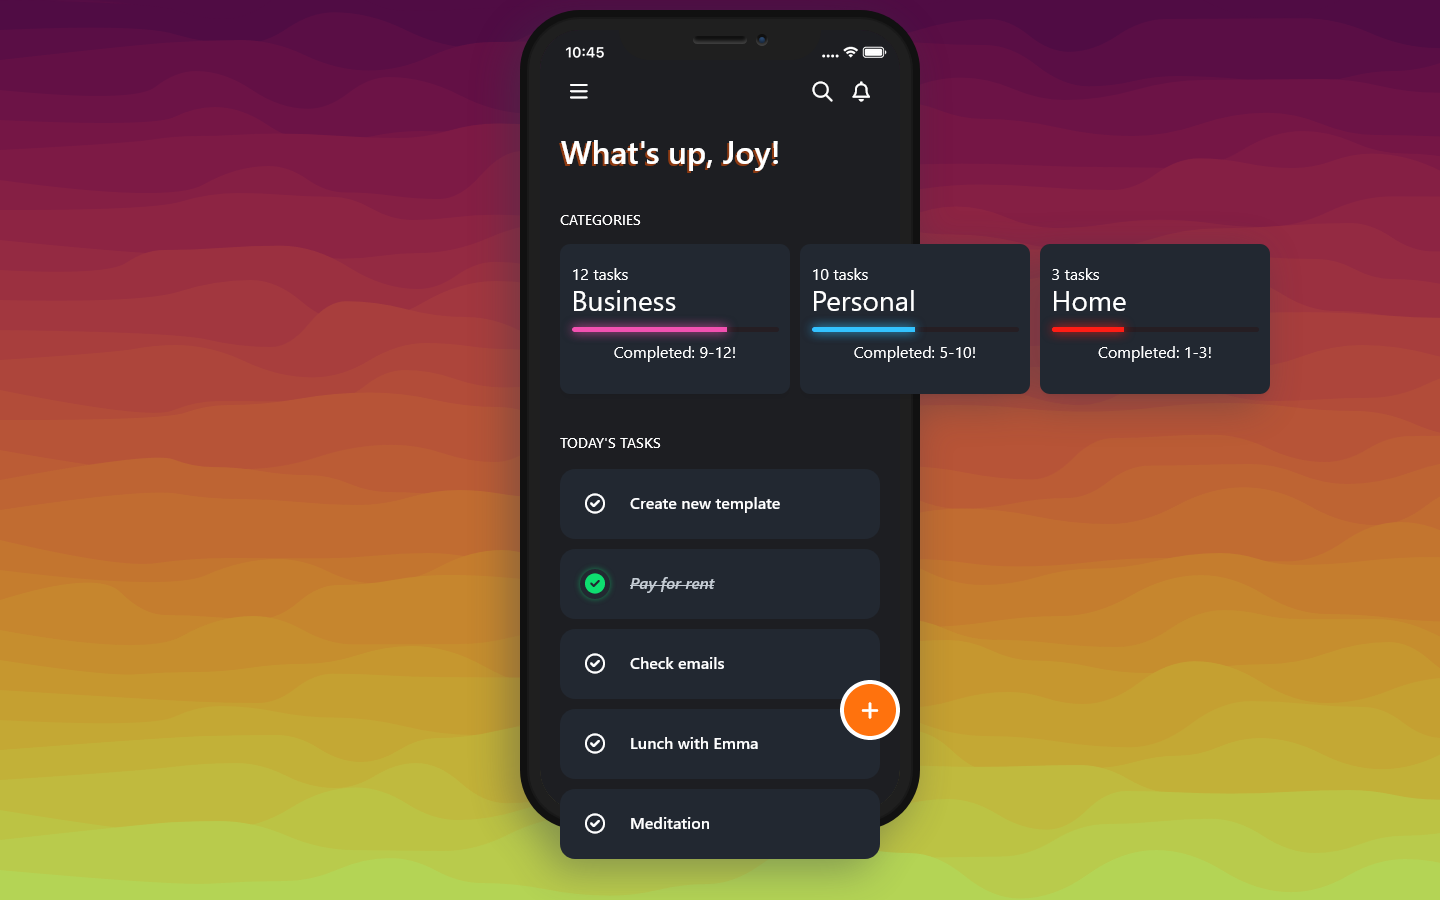 10:45
What's up, Joy!
CATEGORIES
12 tasks
Business
Completed: 9-12!
10 tasks
Personal
Completed: 5-10!
3 tasks
Home
Completed: 1-3!
TODAY'S TASKS
Create new template
Pay for rent
Check emails
Lunch with Emma
Meditation